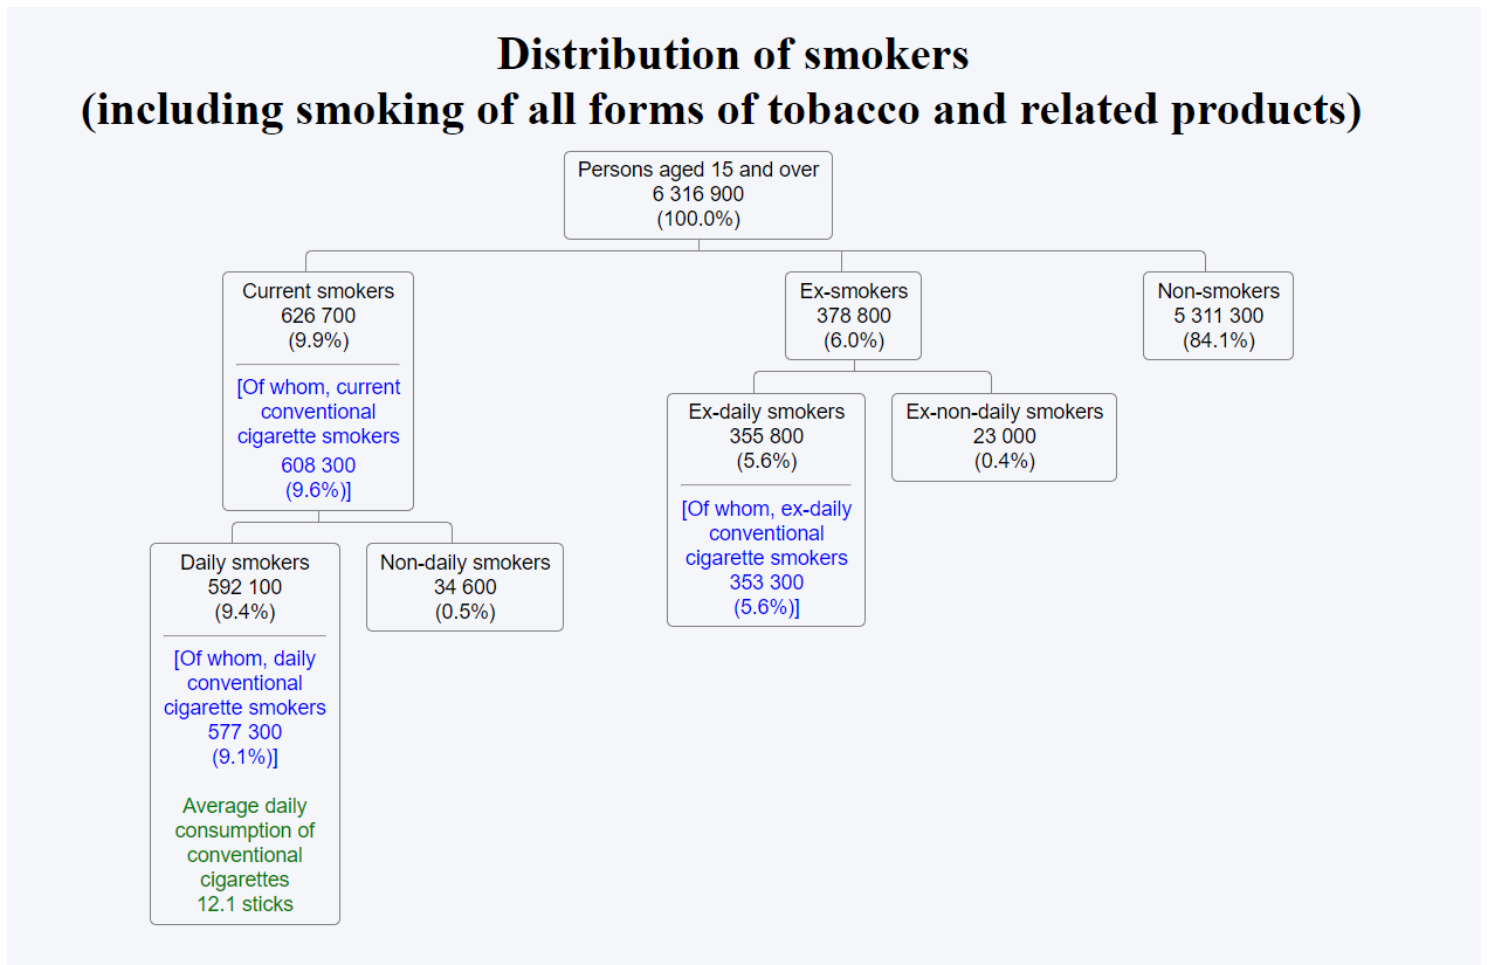 Distribution of smokers
(including smoking of all forms of tobacco and related products)
Persons aged 15 and over
6 316 900
(100.0%)
Current smokers
626 700
(9.9%)
[Of whom, current
conventional
cigarette smokers
608 300
(9.6%)]
Daily smokers
592 100
(9.4%)
[Of whom, daily
conventional
cigarette smokers
577 300
(9.1%)]
Average daily
consumption of
conventional
cigarettes
12.1 sticks
Non-daily smokers
34 600
(0.5%)
Ex-smokers
378 800
(6.0%)
Ex-daily smokers
355 800
(5.6%)
[Of whom, ex-daily
conventional
cigarette smokers
353 300
(5.6%)]
Ex-non-daily smokers
23 000
(0.4%)
Non-smokers
5 311 300
(84.1%)